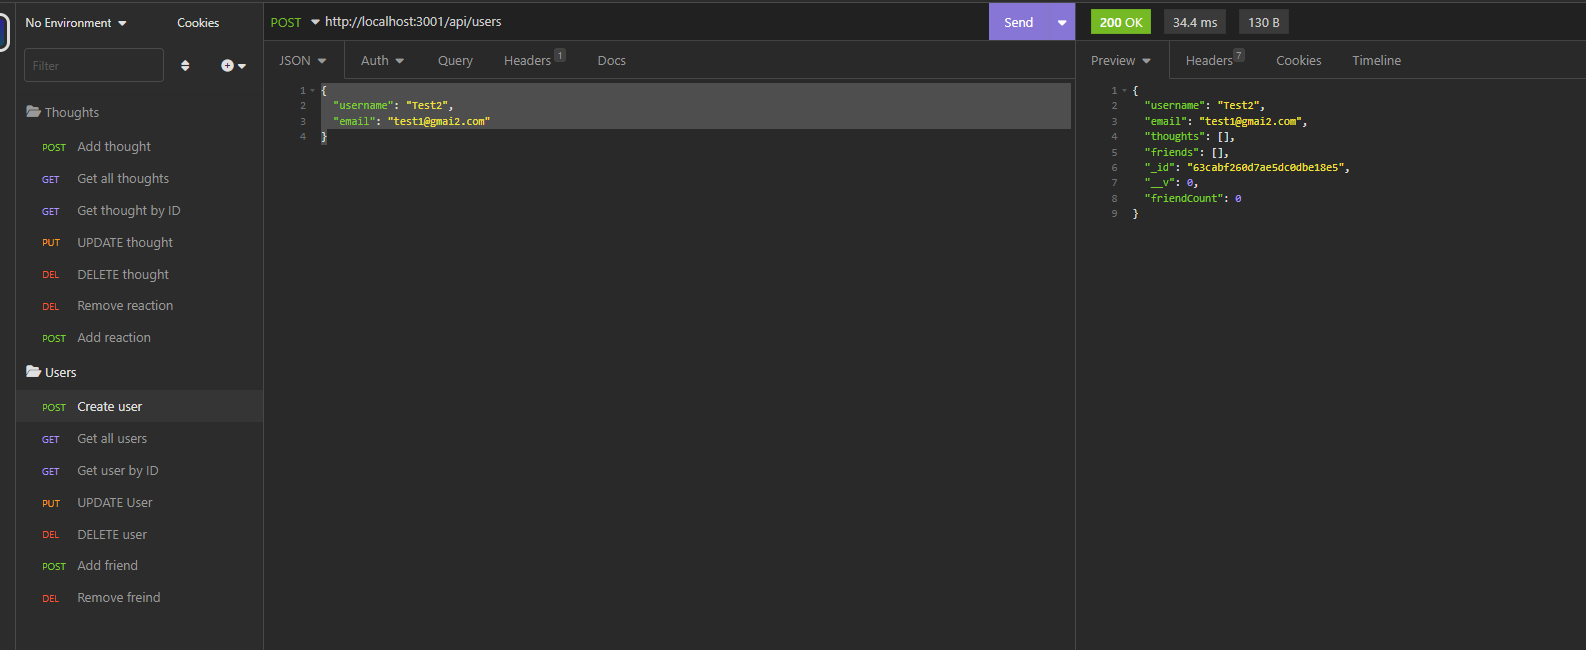 No Environment Cookies
Filter
Thoughts
POST Add thought
GET Get all thoughts
GET Get thought by ID
PUT UPDATE thought
DEL DELETE thought
DEL Remove reaction
POST Add reaction
Users
POST Create user
GET Get all users
GET Get user by ID
PUT UPDATE User
DEL DELETE user
POST Add friend
DEL Remove freind
POST http://localhost:3001/api/users Send
JSON Auth Query Headers 1 Docs
1 {
2 "username": "Test2",
3 "email": "test1@gmai2.com"
4 }
200 OK 34.4 ms 130 B
Preview Headers 7 Cookies Timeline
1 {
2 "username": "Test2",
3 "email": "test1@gmai2.com",
4 "thoughts": [],
5 "friends": [],
6 "_id": "63cabf260d7ae5dc0dbe18e5",
7 "__v": 0,
8 "friendCount": 0
9 }